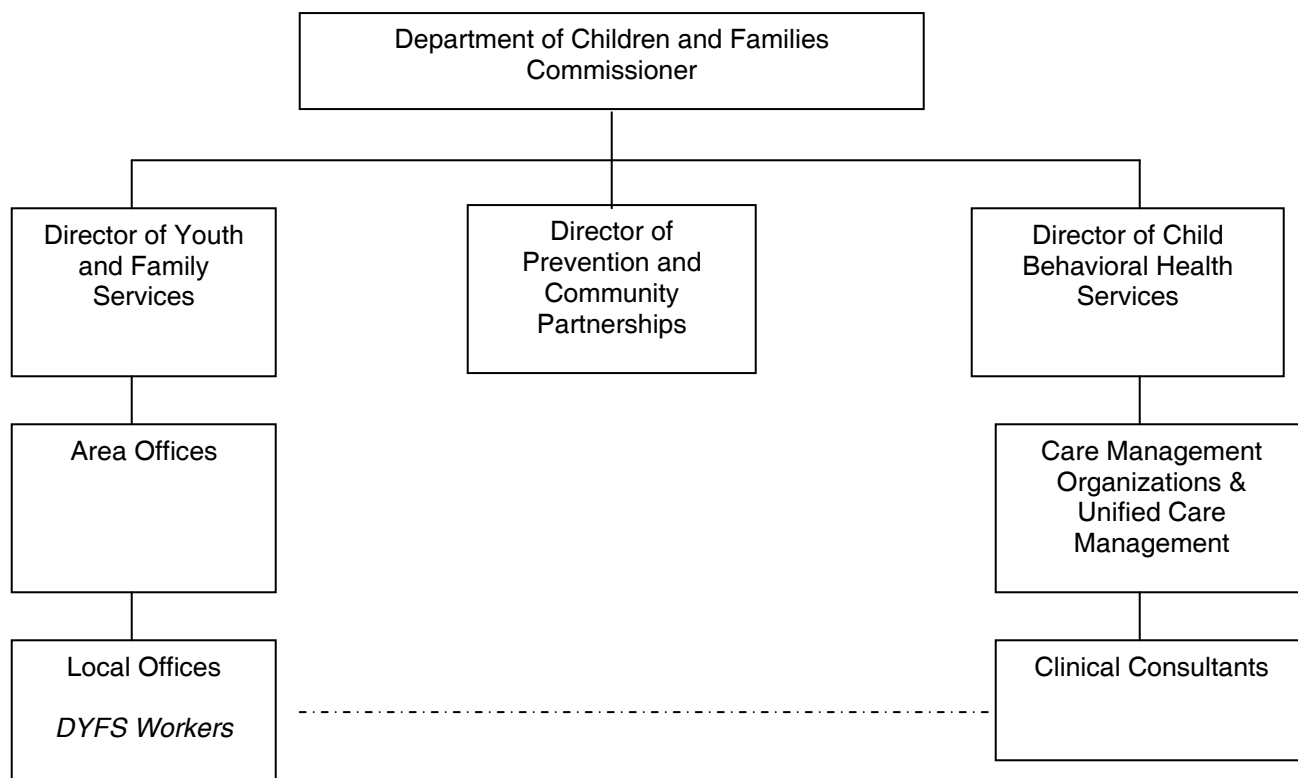 Department of Children and Families
Commissioner
Director of Youth
and Family
Services
Director of
Prevention and
Community
Partnerships
Director of Child
Behavioral Health
Services
Area Offices
Care Management
Organizations &
Unified Care
Management
Local Offices
DYFS Workers
Clinical Consultants